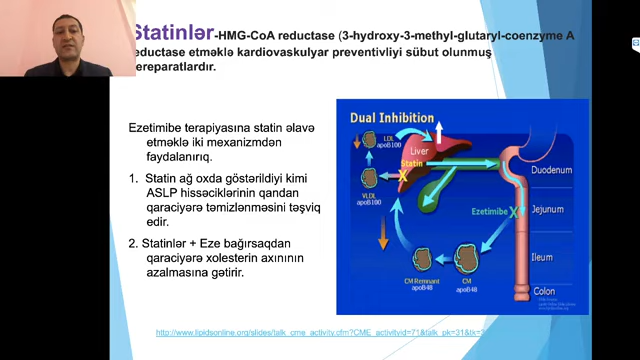 Statinlər-HMG-CoA reductase (3-hydroxy-3-methyl-glutaryl-coenzyme A
reductase etməklə kardiovaskulyar preventivliyi sübut olunmuş
preparatlardır.
Ezetimibe terapiyasına statin əlavə
etməklə iki mexanizmdən
faydalanırıq.
1. Statin ağ oxda göstərildiyi kimi
ASLP hissəciklərinin qandan
qaraciyərə təmizlənməsini təşviq
edir.
2. Statinlər + Eze bağırsaqdan
qaraciyərə xolesterin axınının
azalmasına gətirir.
Dual Inhibition
LDL
apoB100
Liver
Statin
X
VLDL
apoB100
Duodenum
Ezetimibe X
Jejunum
CM Remnant
apoB48
CM
apoB48
Ileum
Colon
http://www.lipidsonline.org/slides/talk_cme_activity.cfm?CME_activityid=71&talk_pk=31&tk=